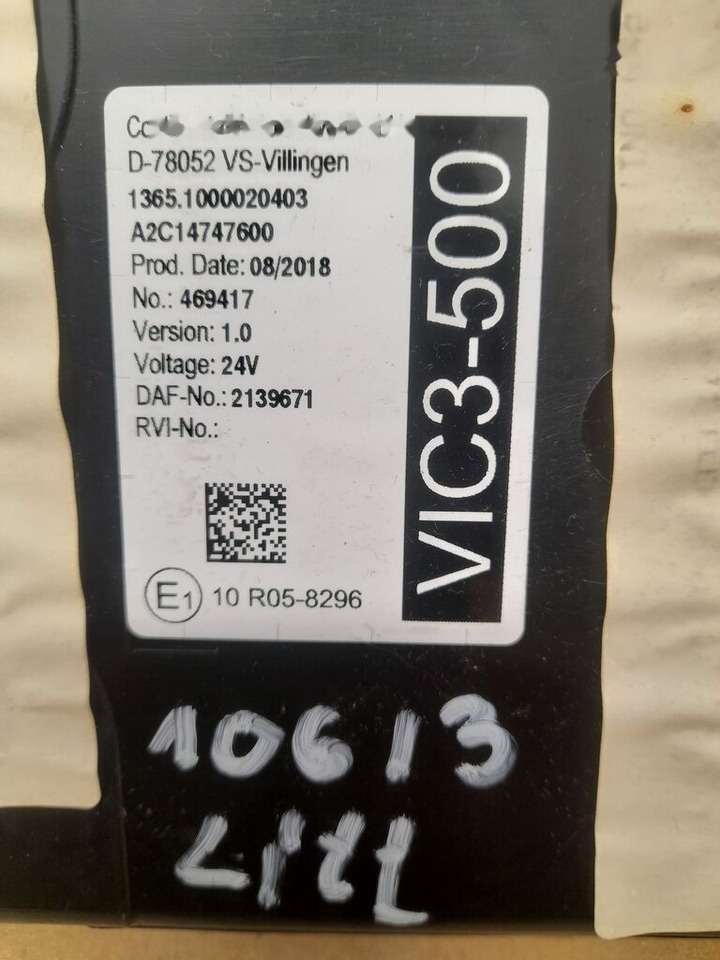 D-78052 VS-Villingen
1365.1000020403
A2C14747600
Prod. Date: 08/2018
No.: 469417
Version: 1.0
Voltage: 24V
DAF-No.: 2139671
RVI-No.:
E1 10 R05-8296
VIC3-500
10613